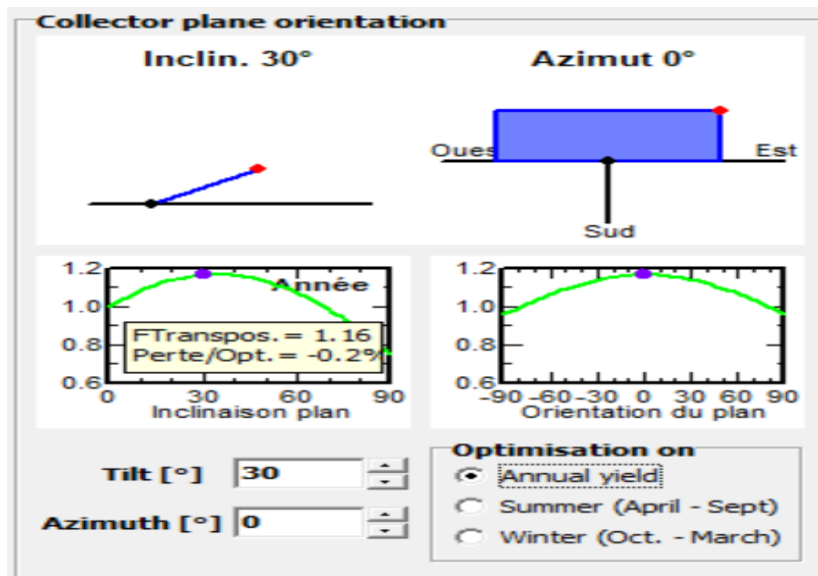 Collector plane orientation
Inclin. 30° Azimut 0°
Oues Est
Sud
1.2 Année 1.2
1.0 1.0
FTranspos.= 1.16
0.8 0.8
Perte/Opt.= -0.2%
0.6 0.6
0 30 60 90 -90 -60 -30 0 30 60 90
Inclinaison plan Orientation du plan
Optimisation on
Tilt [°] 30 Annual yield
Summer (April - Sept)
Azimuth [°] 0
Winter (Oct. - March)